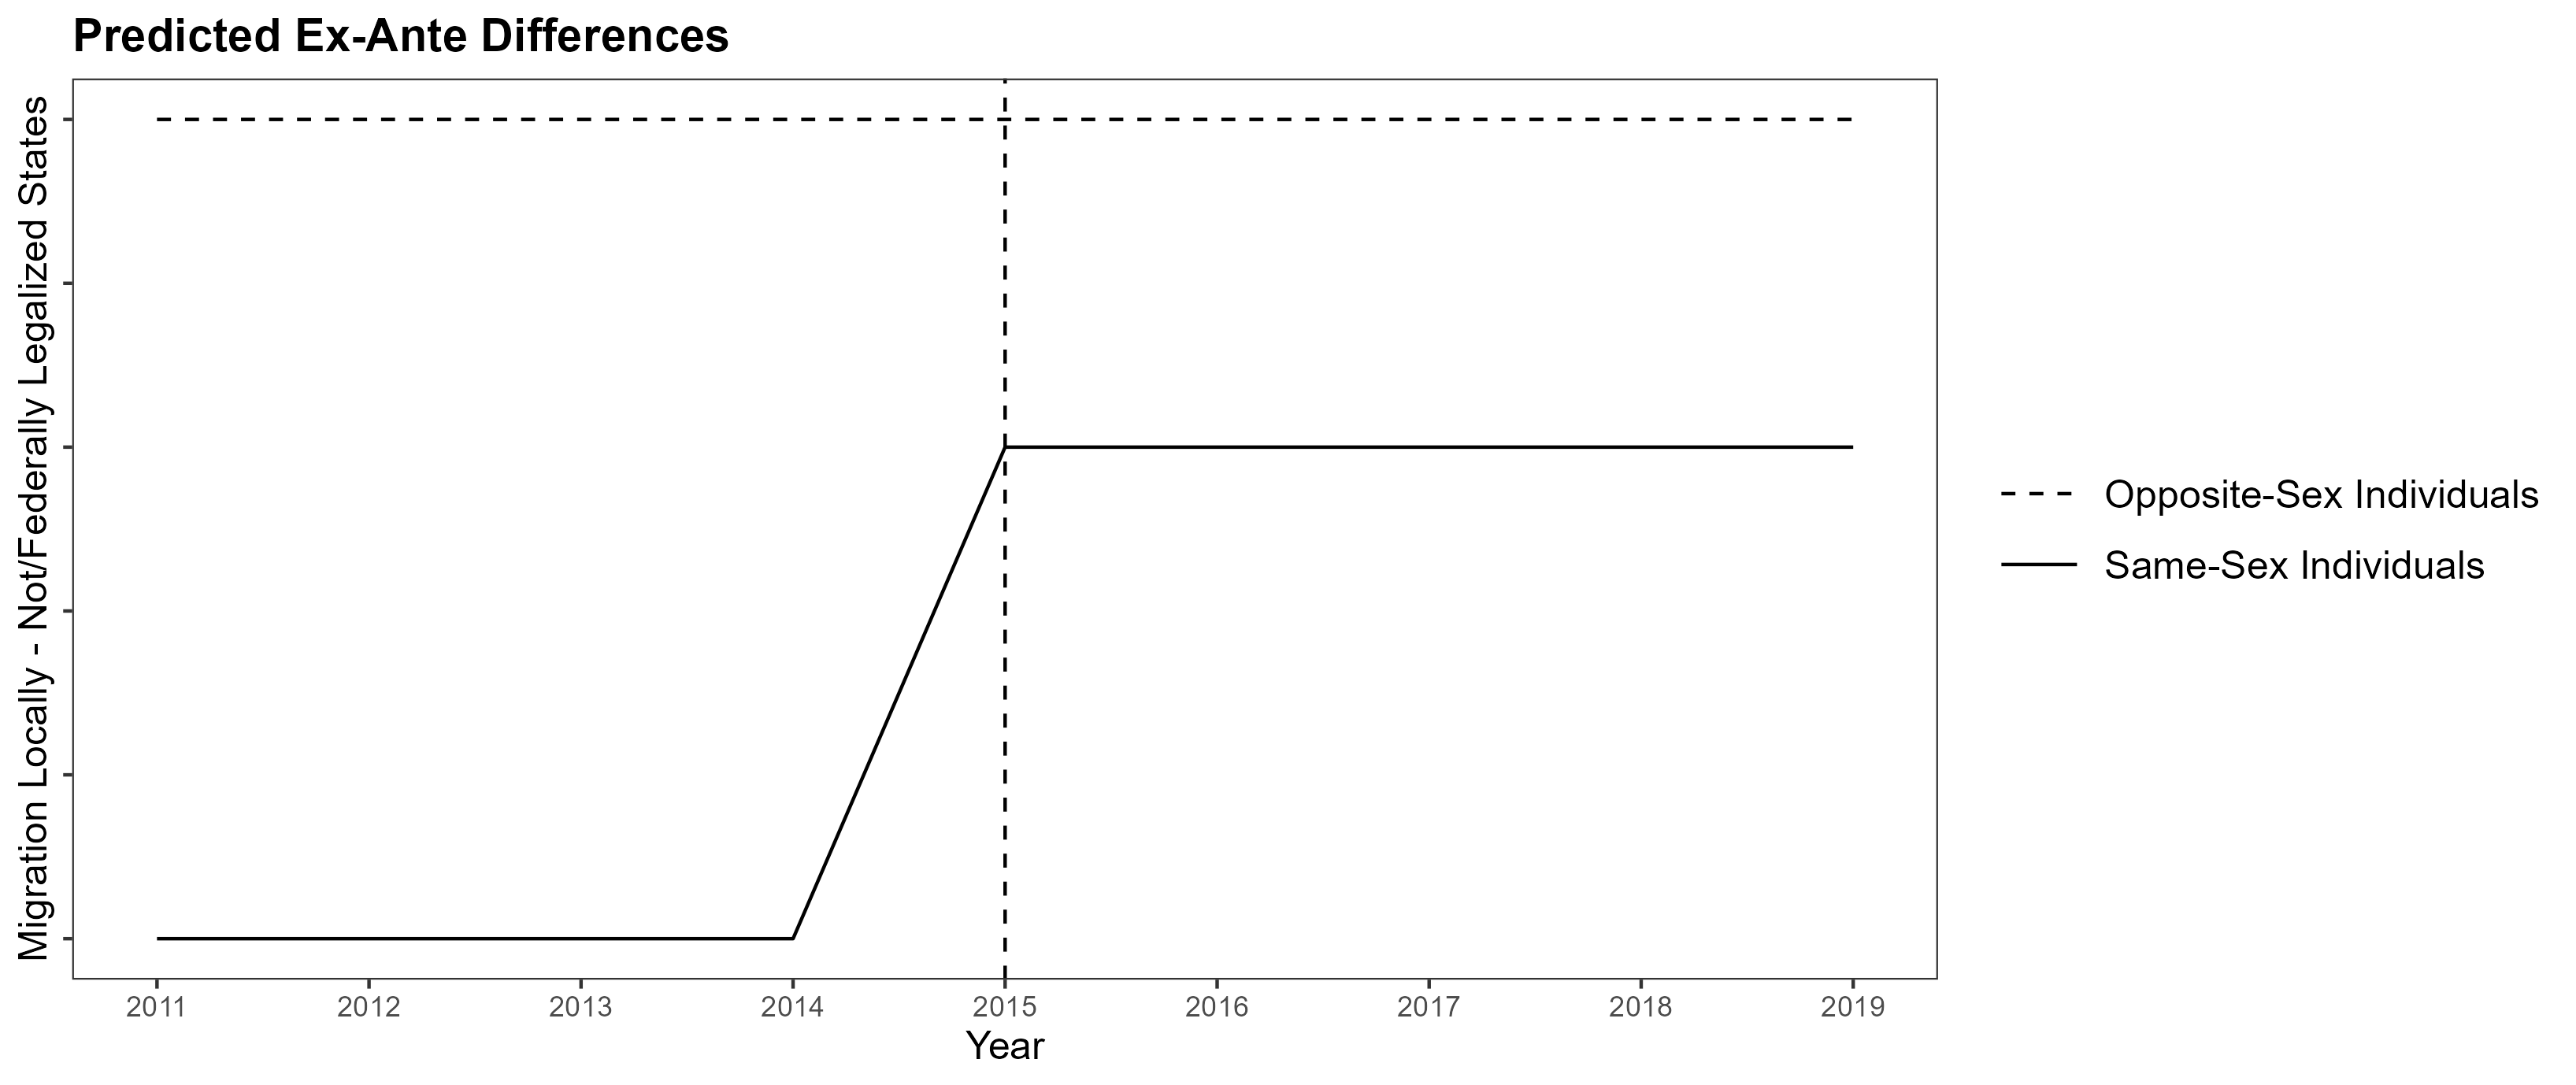 Predicted Ex-Ante Differences
Migration Locally - Not/Federally Legalized States
2011 2012 2013 2014 2015 2016 2017 2018 2019
Year
Opposite-Sex Individuals
Same-Sex Individuals